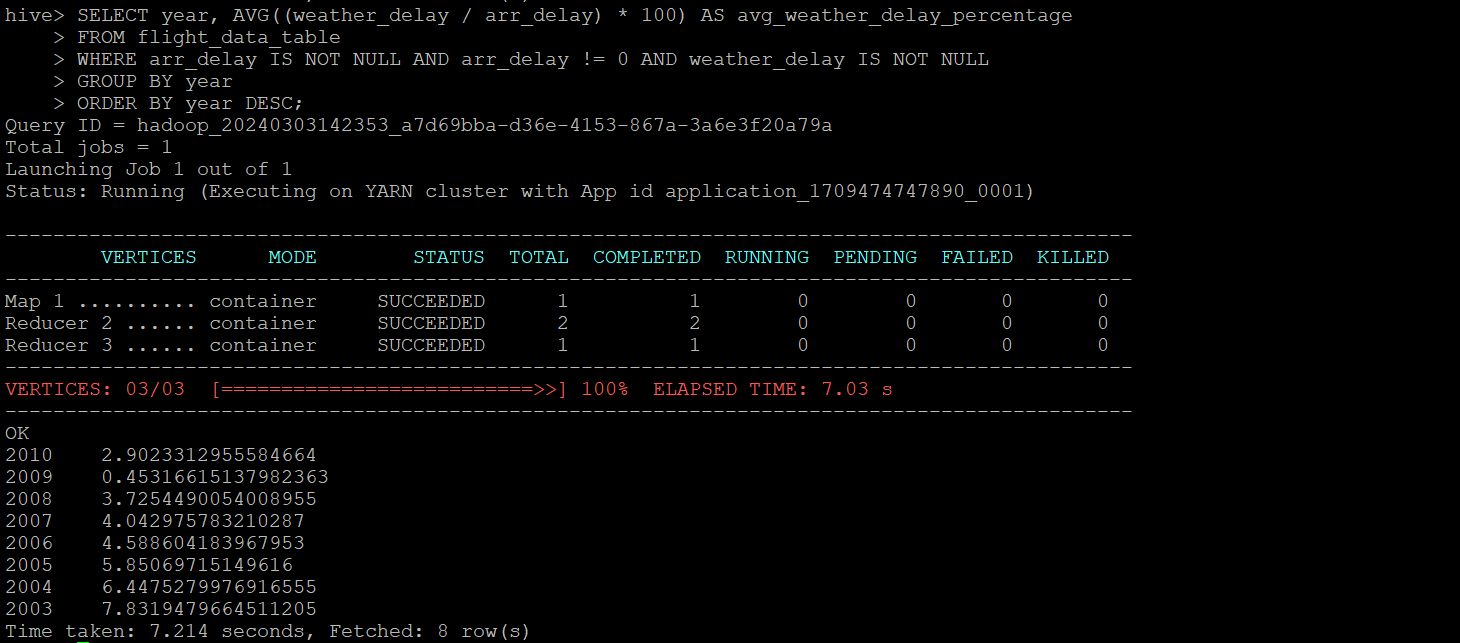 hive> SELECT year, AVG((weather_delay / arr_delay) * 100) AS avg_weather_delay_percentage
    > FROM flight_data_table
    > WHERE arr_delay IS NOT NULL AND arr_delay != 0 AND weather_delay IS NOT NULL
    > GROUP BY year
    > ORDER BY year DESC;
Query ID = hadoop_20240303142353_a7d69bba-d36e-4153-867a-3a6e3f20a79a
Total jobs = 1
Launching Job 1 out of 1
Status: Running (Executing on YARN cluster with App id application_1709474747890_0001)
----------------------------------------------------------------------------------------------
        VERTICES      MODE        STATUS  TOTAL  COMPLETED  RUNNING  PENDING  FAILED  KILLED
----------------------------------------------------------------------------------------------
Map 1 .......... container     SUCCEEDED      1          1        0        0       0       0
Reducer 2 ...... container     SUCCEEDED      2          2        0        0       0       0
Reducer 3 ...... container     SUCCEEDED      1          1        0        0       0       0
----------------------------------------------------------------------------------------------
VERTICES: 03/03  [==========================>>] 100%  ELAPSED TIME: 7.03 s
----------------------------------------------------------------------------------------------
OK
2010    2.9023312955584664
2009    0.45316615137982363
2008    3.7254490054008955
2007    4.042975783210287
2006    4.588604183967953
2005    5.85069715149616
2004    6.4475279976916555
2003    7.8319479664511205
Time taken: 7.214 seconds, Fetched: 8 row(s)